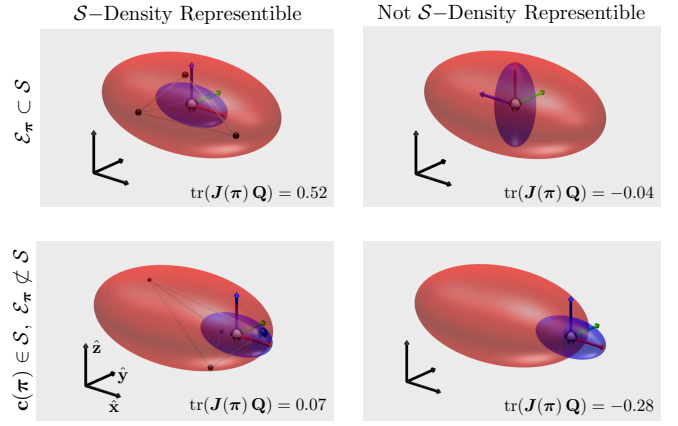 𝒮−Density Representible
Not 𝒮−Density Representible
ℰ_π ⊂ 𝒮
tr(J(π) Q) = 0.52
tr(J(π) Q) = −0.04
c(π) ∈ 𝒮, ℰ_π ⊄ 𝒮
ẑ
ŷ
x̂
tr(J(π) Q) = 0.07
tr(J(π) Q) = −0.28